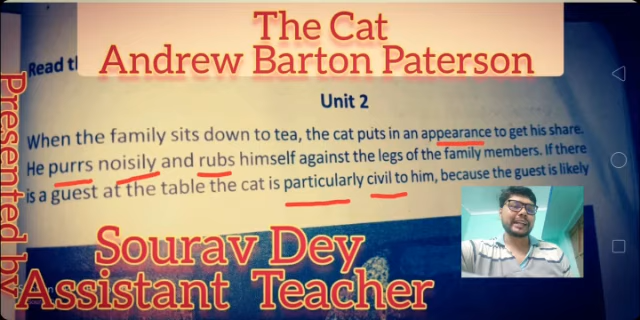 The Cat
Andrew Barton Paterson
Read
Unit 2
When the family sits down to tea, the cat puts in an appearance to get his share.
He purrs noisily and rubs himself against the legs of the family members. If there
is a guest at the table the cat is particularly civil to him, because the guest is likely
Presented by
Sourav Dey
Assistant Teacher